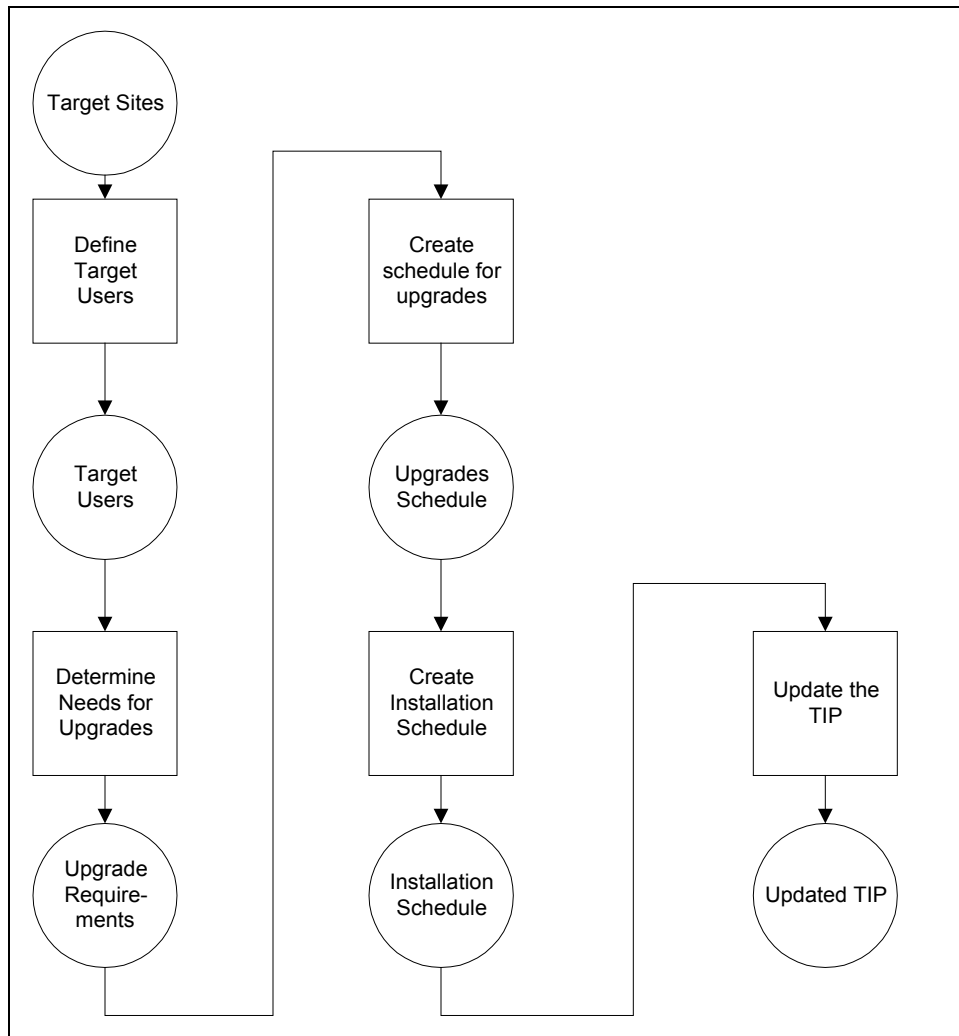 Target Sites
Define
Target
Users
Target
Users
Determine
Needs for
Upgrades
Upgrade
Require-
ments
Create
schedule for
upgrades
Upgrades
Schedule
Create
Installation
Schedule
Installation
Schedule
Update the
TIP
Updated TIP